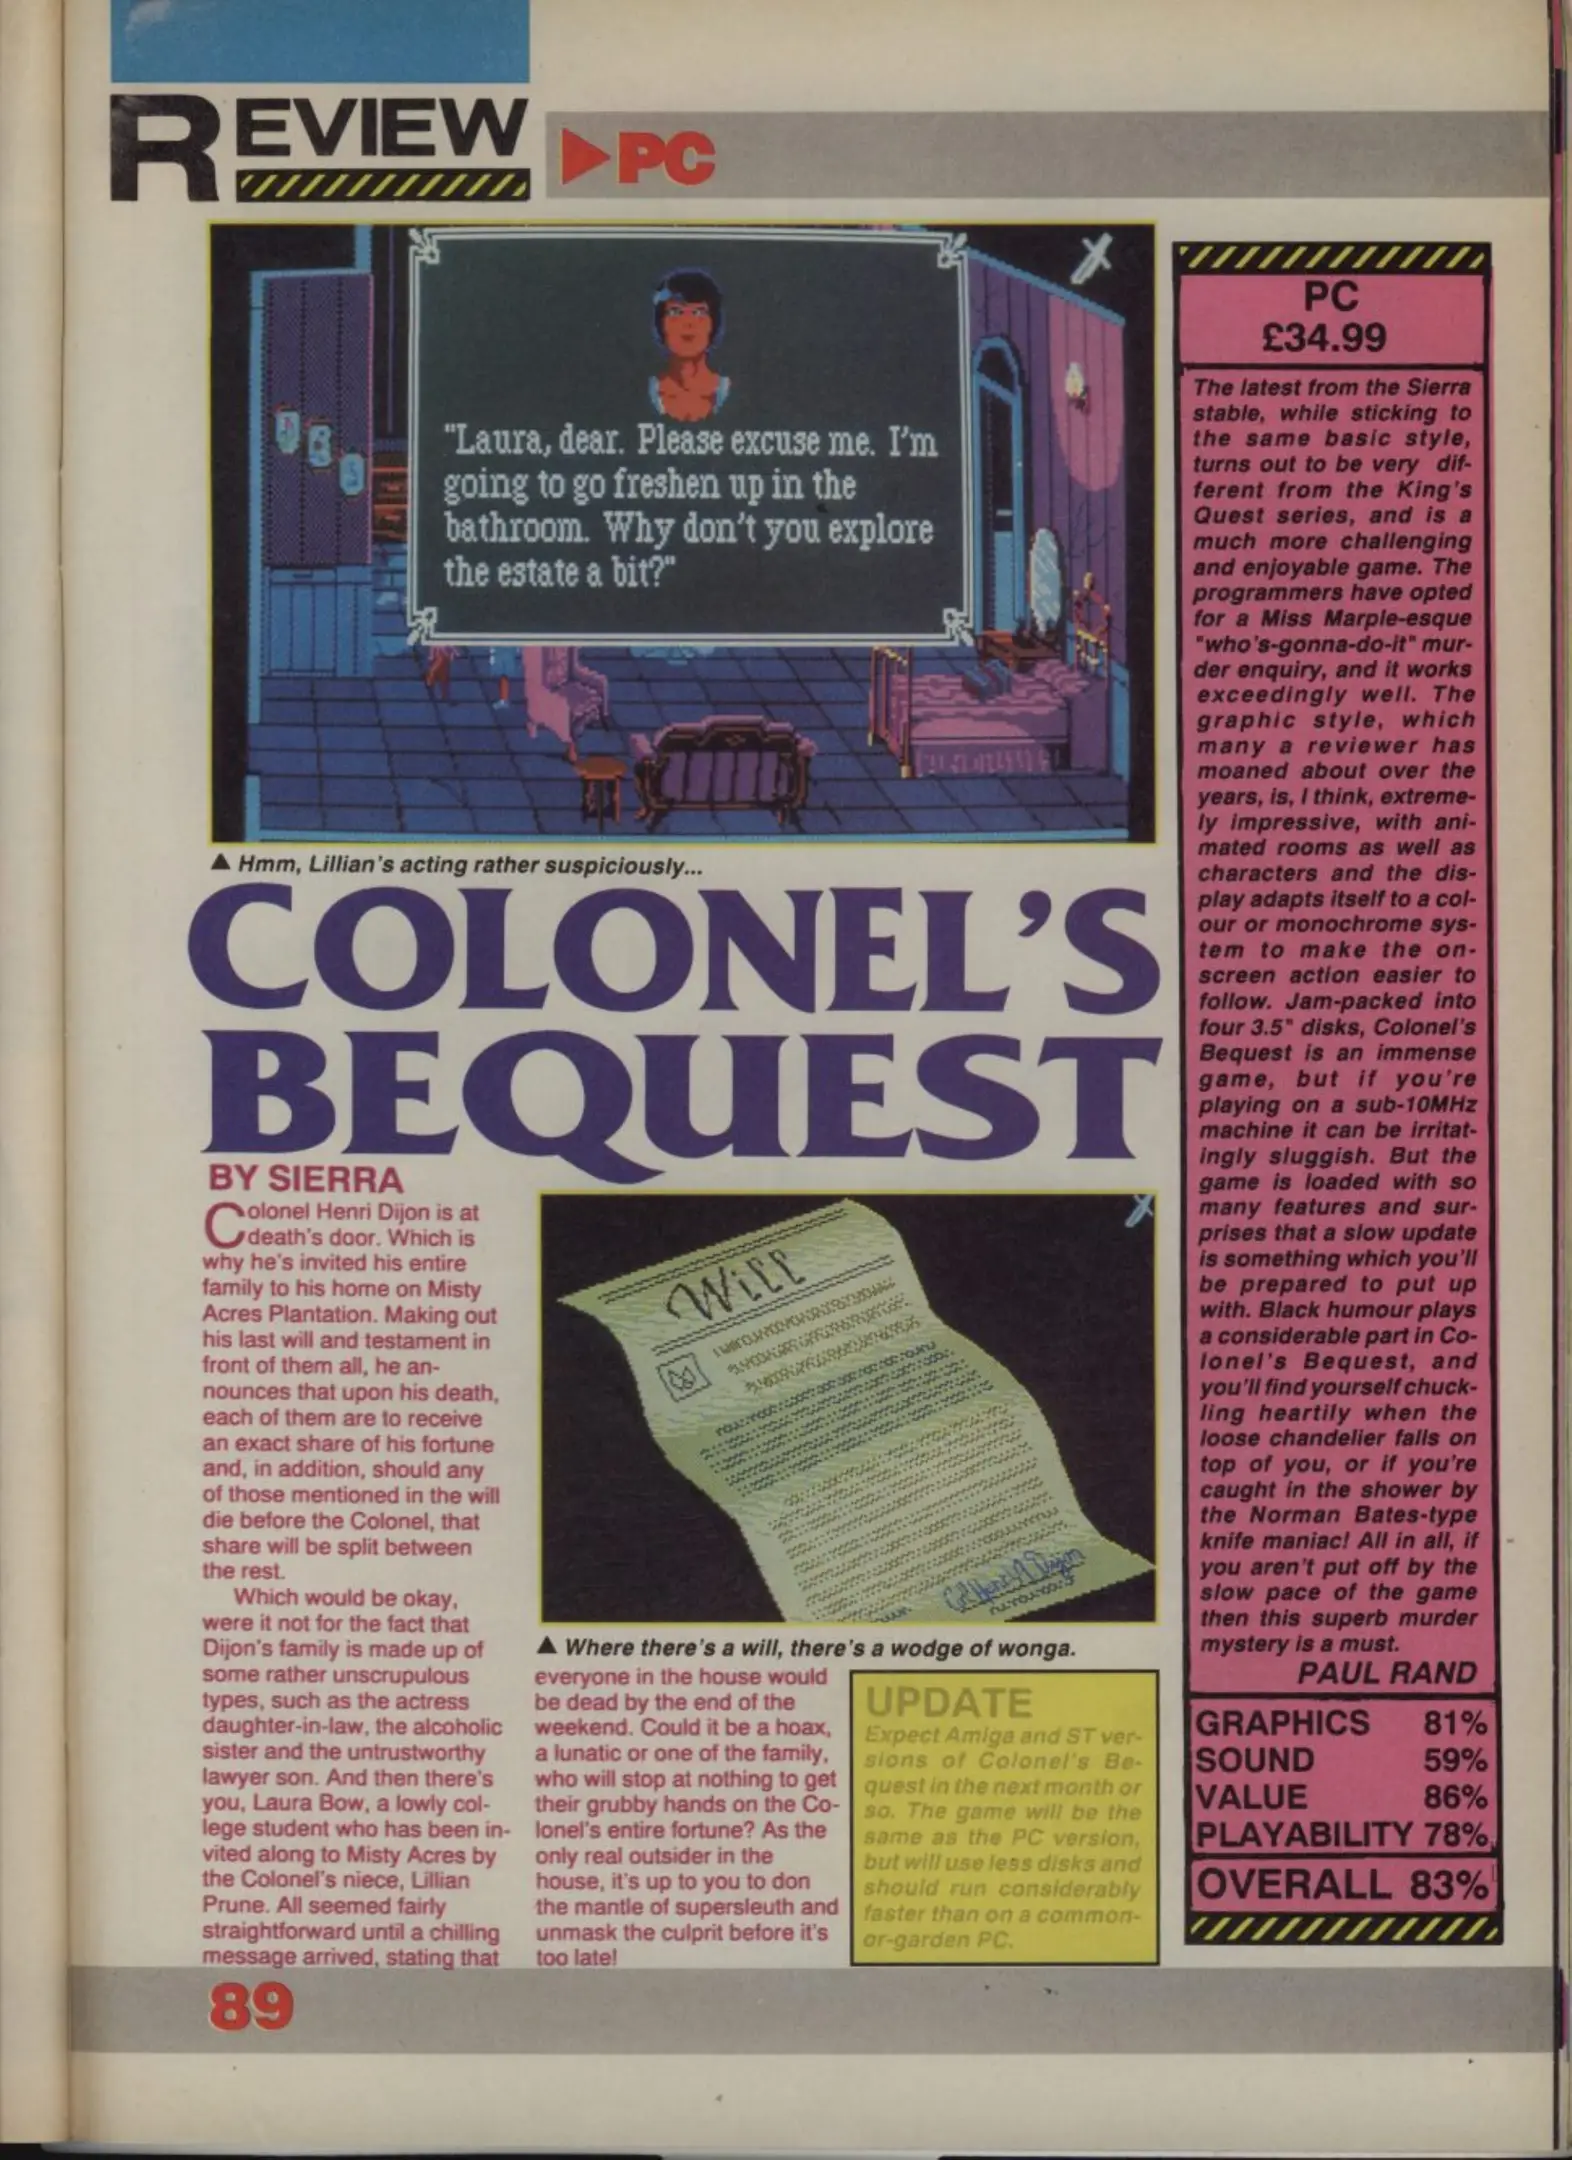 REVIEW
PC
"Laura, dear. Please excuse me. I'm
going to go freshen up in the
bathroom. Why don't you explore
the estate a bit?"
Hmm, Lillian's acting rather suspiciously...
COLONEL'S
BEQUEST
BY SIERRA
Colonel Henri Dijon is at
death's door. Which is
why he's invited his entire
family to his home on Misty
Acres Plantation. Making out
his last will and testament in
front of them all, he an-
nounces that upon his death,
each of them are to receive
an exact share of his fortune
and, in addition, should any
of those mentioned in the will
die before the Colonel, that
share will be split between
the rest.
Which would be okay,
were it not for the fact that
Dijon's family is made up of
some rather unscrupulous
types, such as the actress
daughter-in-law, the alcoholic
sister and the untrustworthy
lawyer son. And then there's
you, Laura Bow, a lowly col-
lege student who has been in-
vited along to Misty Acres by
the Colonel's niece, Lillian
Prune. All seemed fairly
straightforward until a chilling
message arrived, stating that
Will
Col Henri Dijon
Where there's a will, there's a wodge of wonga.
everyone in the house would
be dead by the end of the
weekend. Could it be a hoax,
a lunatic or one of the family,
who will stop at nothing to get
their grubby hands on the Co-
lonel's entire fortune? As the
only real outsider in the
house, it's up to you to don
the mantle of supersleuth and
unmask the culprit before it's
too late!
UPDATE
Expect Amiga and ST ver-
sions of Colonel's Be-
quest in the next month or
so. The game will be the
same as the PC version,
but will use less disks and
should run considerably
faster than on a common-
or-garden PC.
PC
£34.99
The latest from the Sierra
stable, while sticking to
the same basic style,
turns out to be very dif-
ferent from the King's
Quest series, and is a
much more challenging
and enjoyable game. The
programmers have opted
for a Miss Marple-esque
"who's-gonna-do-it" mur-
der enquiry, and it works
exceedingly well. The
graphic style, which
many a reviewer has
moaned about over the
years, is, I think, extreme-
ly impressive, with ani-
mated rooms as well as
characters and the dis-
play adapts itself to a col-
our or monochrome sys-
tem to make the on-
screen action easier to
follow. Jam-packed into
four 3.5" disks, Colonel's
Bequest is an immense
game, but if you're
playing on a sub-10MHz
machine it can be irritat-
ingly sluggish. But the
game is loaded with so
many features and sur-
prises that a slow update
is something which you'll
be prepared to put up
with. Black humour plays
a considerable part in Co-
lonel's Bequest, and
you'll find yourself chuck-
ling heartily when the
loose chandelier falls on
top of you, or if you're
caught in the shower by
the Norman Bates-type
knife maniac! All in all, if
you aren't put off by the
slow pace of the game
then this superb murder
mystery is a must.
PAUL RAND
GRAPHICS 81%
SOUND 59%
VALUE 86%
PLAYABILITY 78%
OVERALL 83%
89